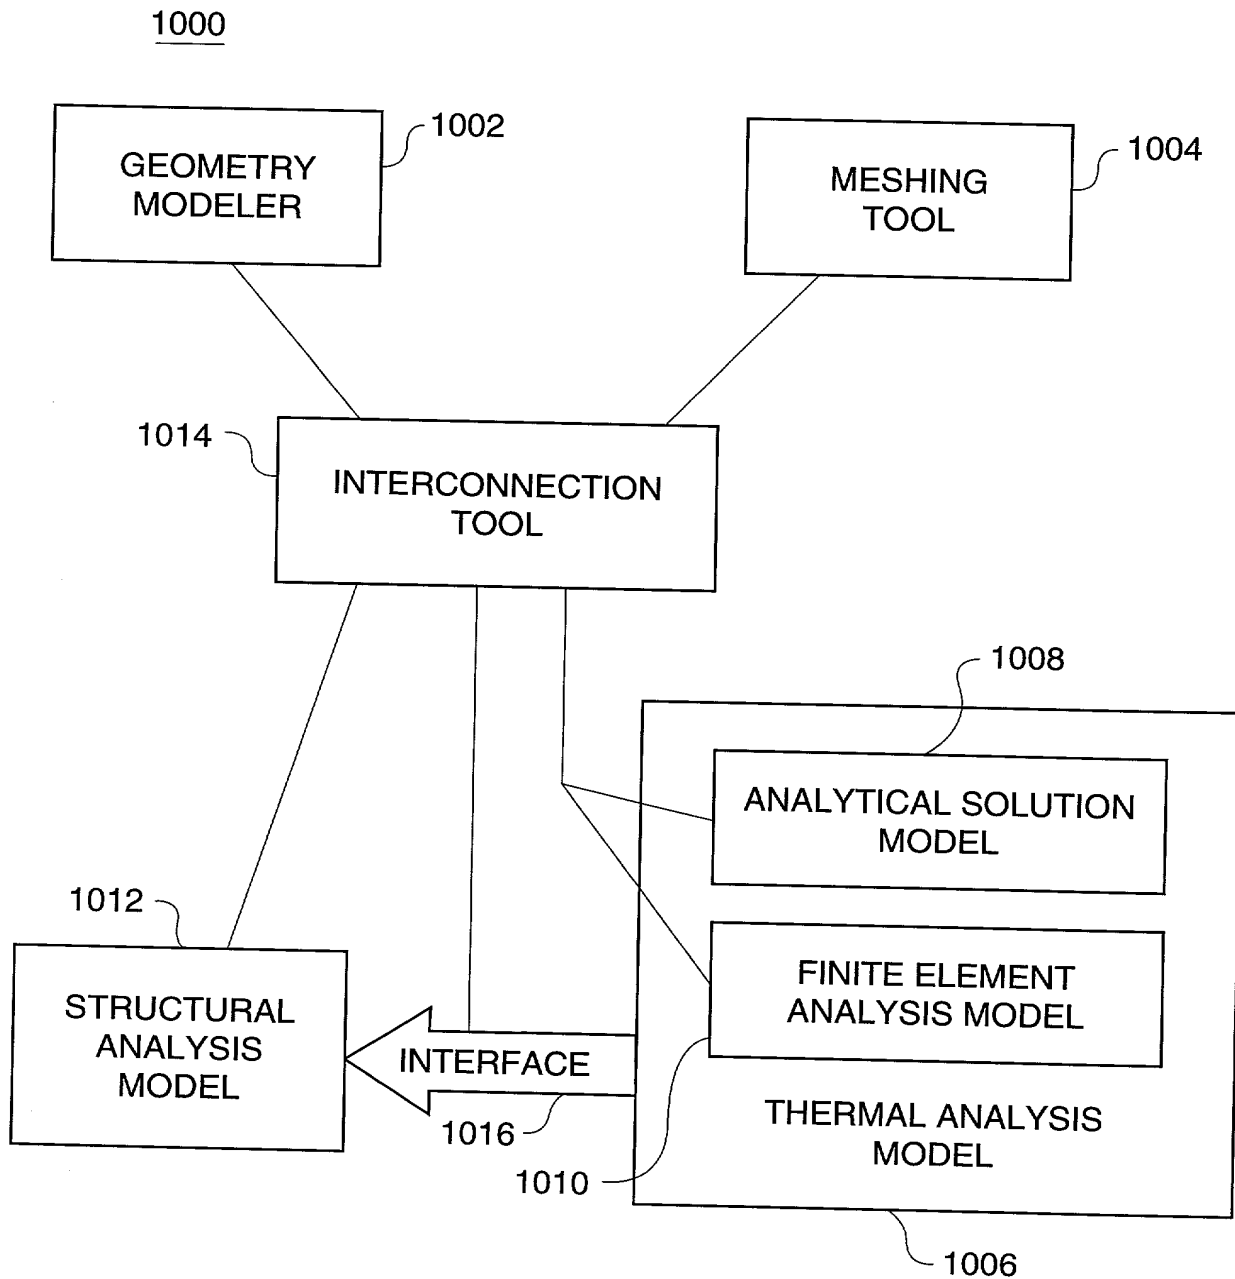 1000
1002
GEOMETRY
MODELER
1004
MESHING
TOOL
1014
INTERCONNECTION
TOOL
1008
ANALYTICAL SOLUTION
MODEL
1012
STRUCTURAL
ANALYSIS
MODEL
FINITE ELEMENT
ANALYSIS MODEL
INTERFACE
1016
1010
THERMAL ANALYSIS
MODEL
1006